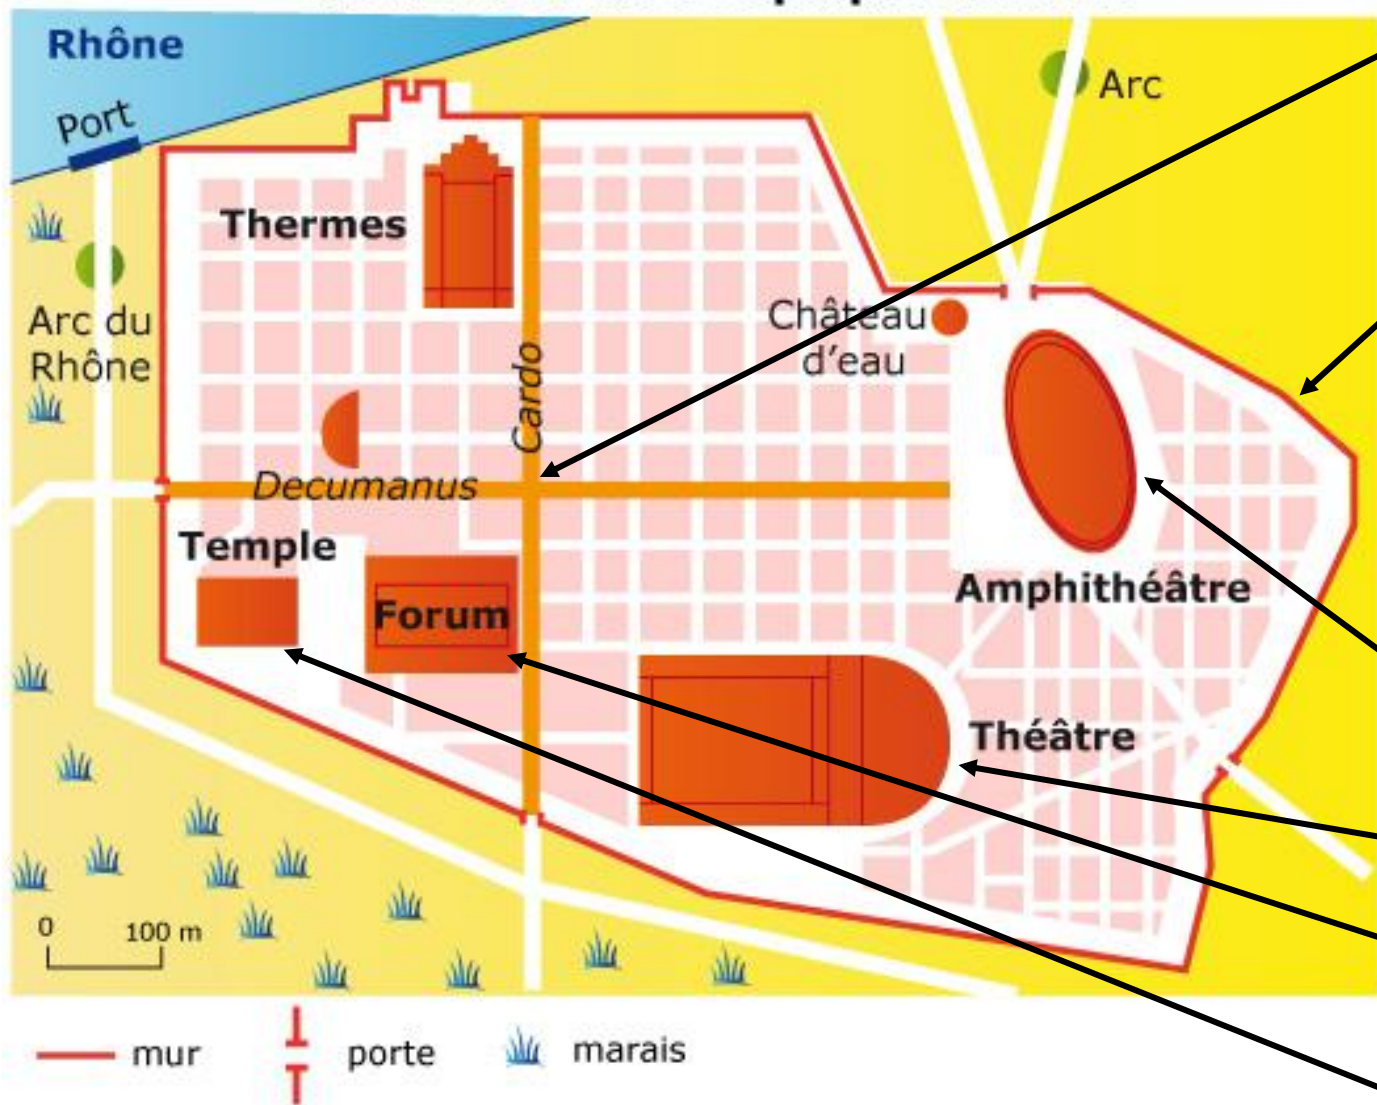 Rhône
Port
Arc
Thermes
Arc du
Rhône
Château
d'eau
Cardo
Decumanus
Temple
Forum
Amphithéâtre
Théâtre
0
100 m
mur
porte
marais